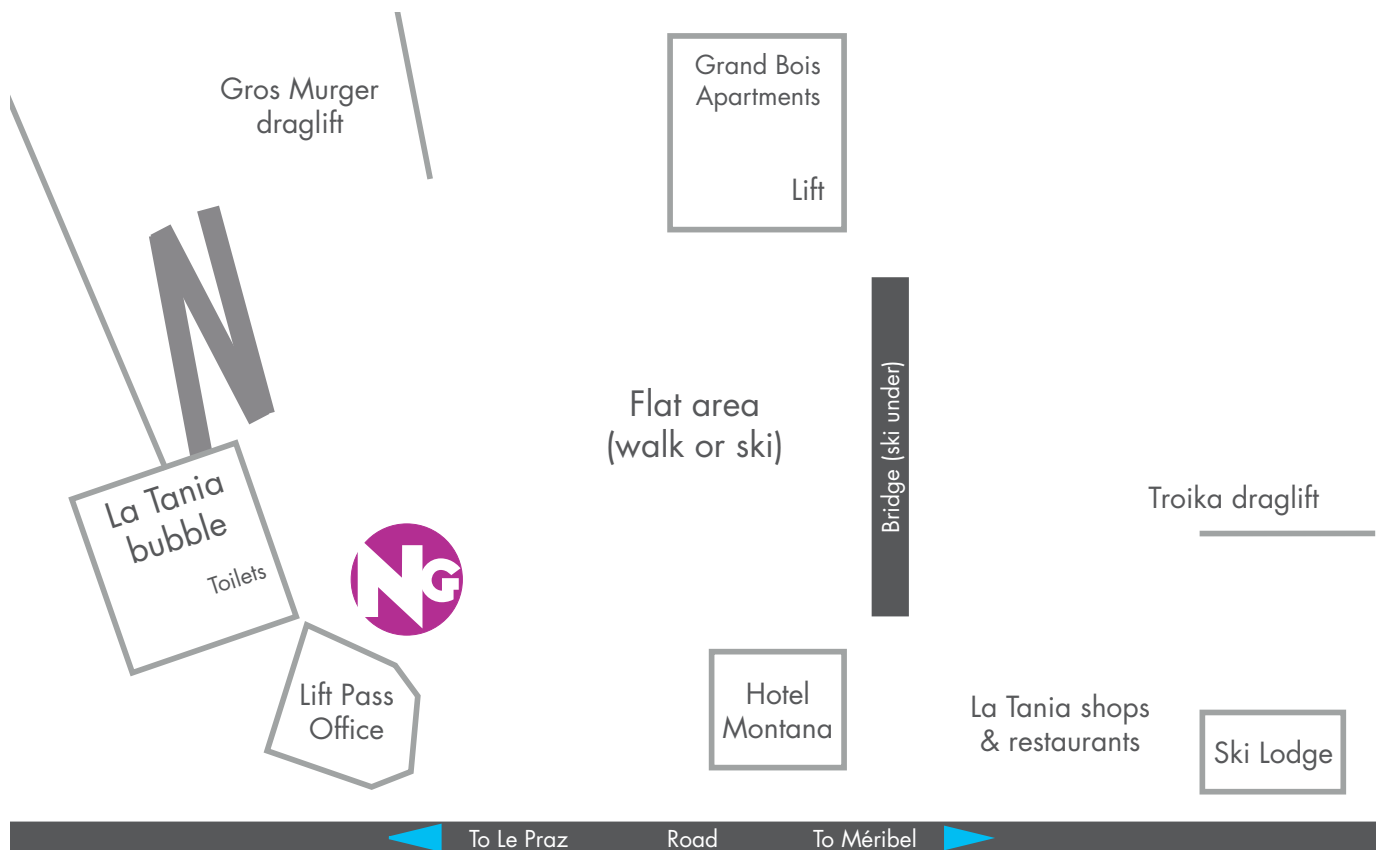 Gros Murger
draglift
Grand Bois
Apartments
Lift
N
Flat area
(walk or ski)
Bridge (ski under)
Troika draglift
La Tania
bubble
Toilets
NG
Lift Pass
Office
Hotel
Montana
La Tania shops
& restaurants
Ski Lodge
To Le Praz
Road
To Méribel